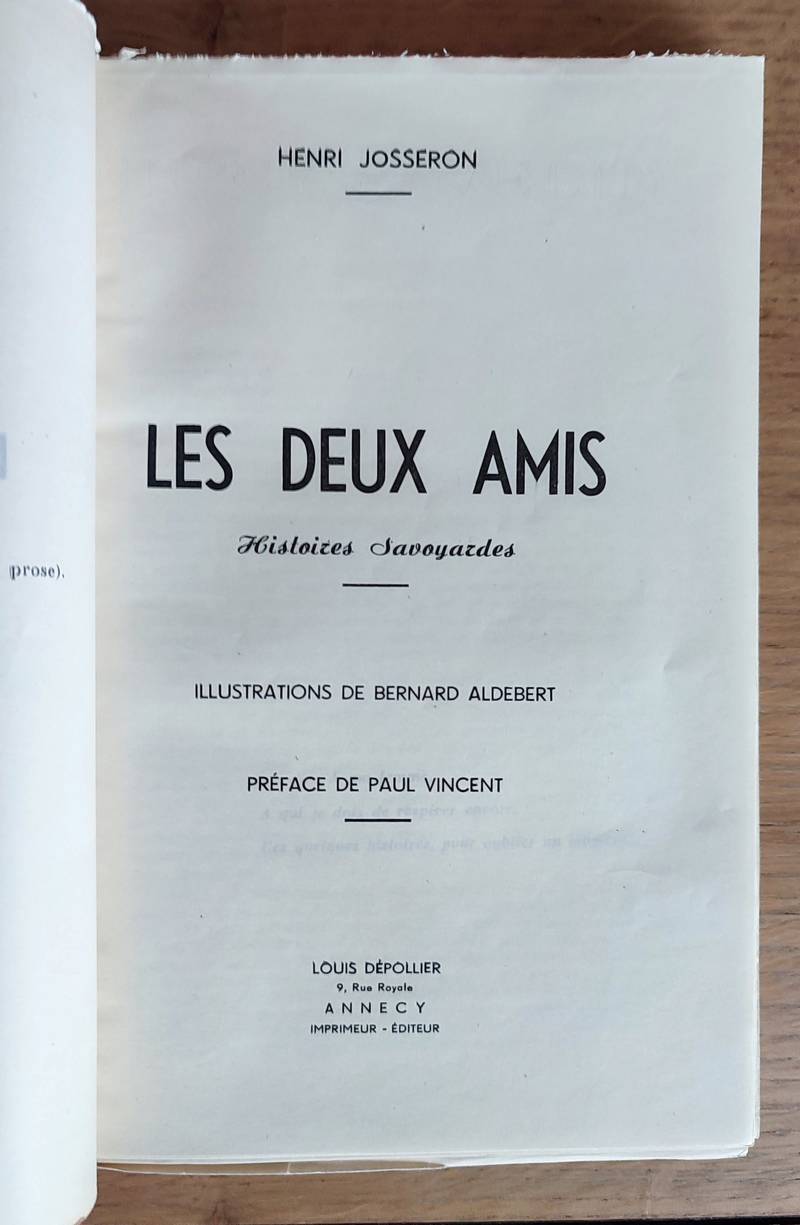 prose).
HENRI JOSSERON
LES DEUX AMIS
Histoires Savoyardes
ILLUSTRATIONS DE BERNARD ALDEBERT
PRÉFACE DE PAUL VINCENT
LOUIS DÉPOLLIER
9, Rue Royale
ANNECY
IMPRIMEUR - ÉDITEUR